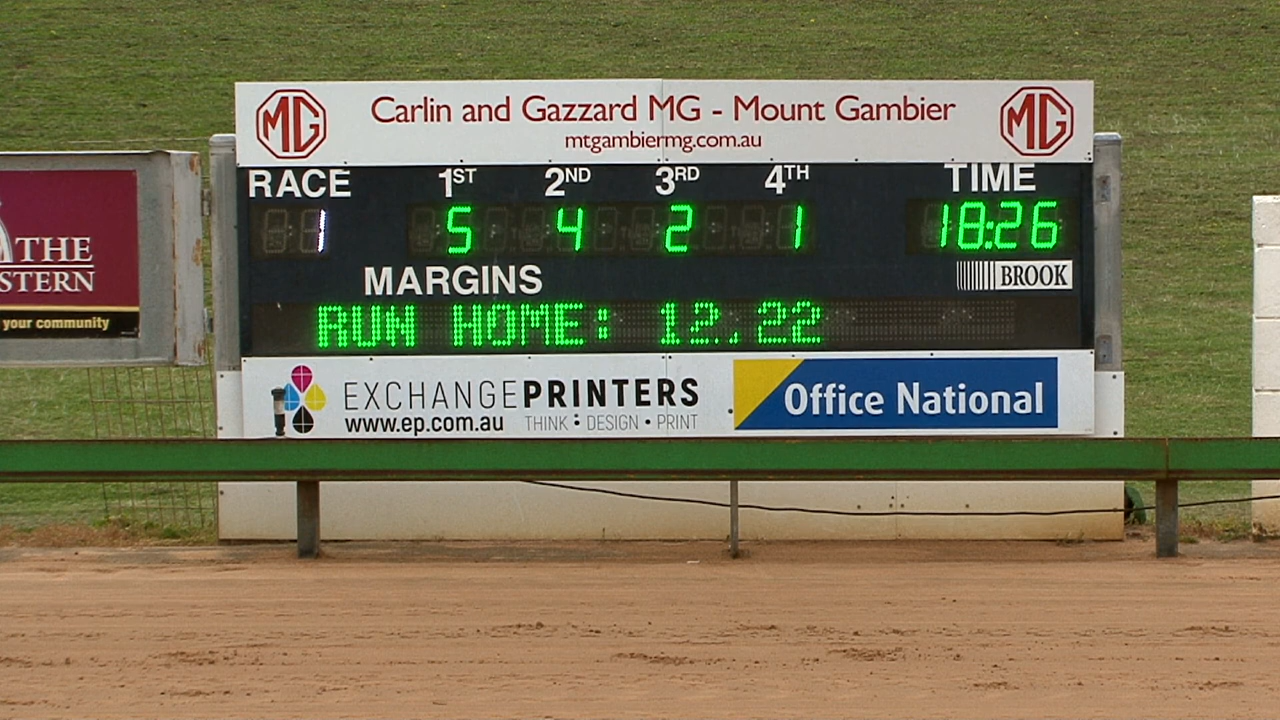 MG Carlin and Gazzard MG - Mount Gambier MG
mtgambiermg.com.au
RACE 1ST 2ND 3RD 4TH TIME
1 5 4 2 1 18:26
MARGINS BROOK
RUN HOME: 12.22
THE
STERN
your community
EXCHANGEPRINTERS
www.ep.com.au THINK : DESIGN • PRINT
Office National